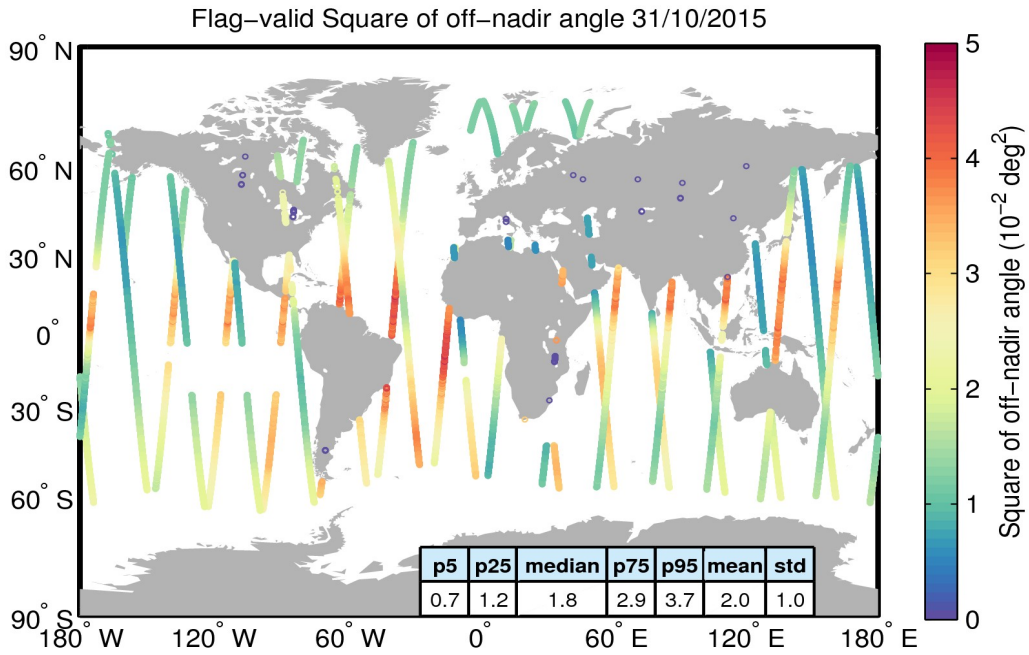 Flag−valid Square of off−nadir angle 31/10/2015
90° N
60° N
30° N
0°
30° S
60° S
90° S
180° W 120° W 60° W 0° 60° E 120° E 180° E
p5 p25 median p75 p95 mean std
0.7 1.2 1.8 2.9 3.7 2.0 1.0
5
4
3
2
1
0
Square of off−nadir angle (10⁻² deg²)